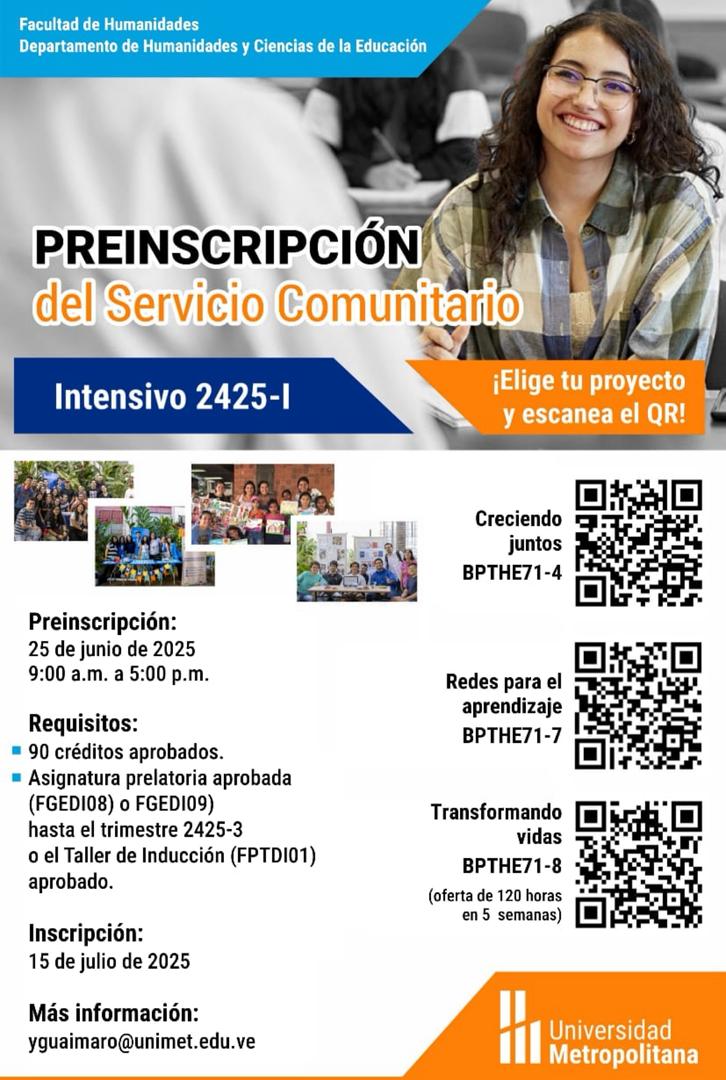 Facultad de Humanidades
Departamento de Humanidades y Ciencias de la Educación
PREINSCRIPCIÓN
del Servicio Comunitario
Intensivo 2425-I
¡Elige tu proyecto
y escanea el QR!
Creciendo
juntos
BPTHE71-4
Redes para el
aprendizaje
BPTHE71-7
Transformando
vidas
BPTHE71-8
(oferta de 120 horas
en 5 semanas)
Preinscripción:
25 de junio de 2025
9:00 a.m. a 5:00 p.m.
Requisitos:
90 créditos aprobados.
Asignatura prelatoria aprobada
(FGEDI08) o FGEDI09)
hasta el trimestre 2425-3
o el Taller de Inducción (FPTDI01)
aprobado.
Inscripción:
15 de julio de 2025
Más información:
yguaimaro@unimet.edu.ve
Universidad
Metropolitana